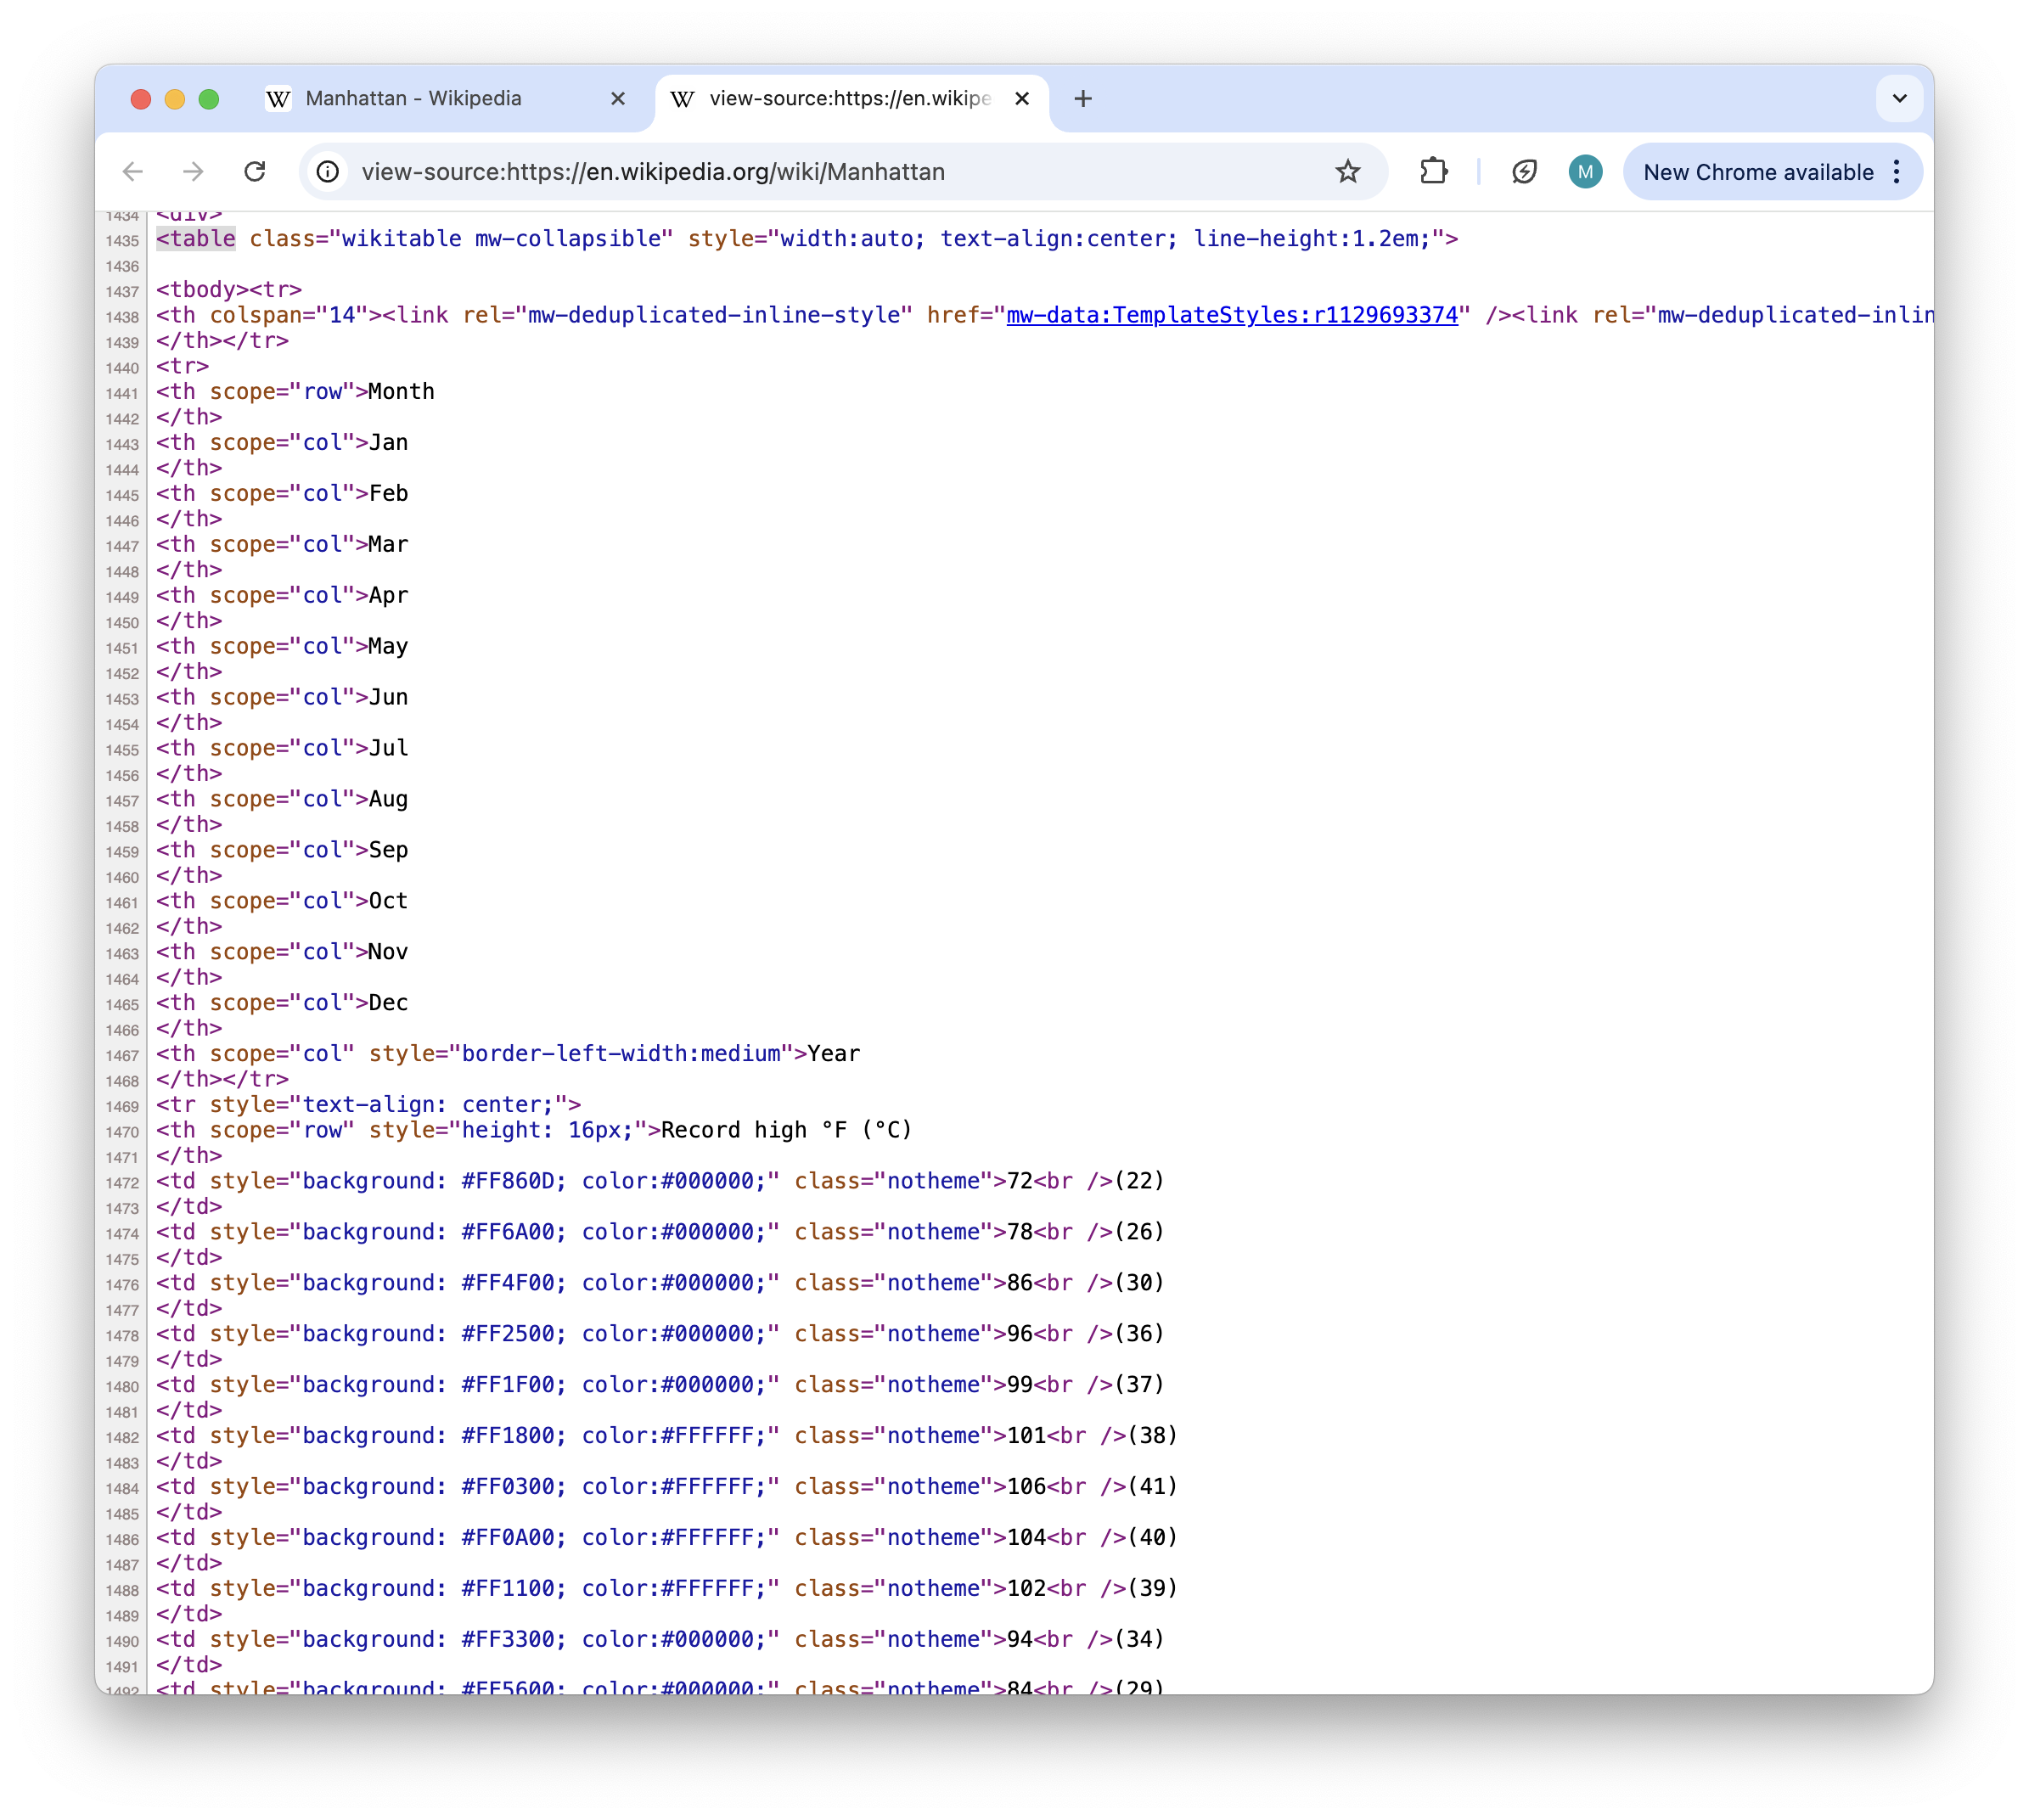 Manhattan - Wikipedia
view-source:https://en.wikipe
view-source:https://en.wikipedia.org/wiki/Manhattan
M
New Chrome available
1434 <div>
1435 <table class="wikitable mw-collapsible" style="width:auto; text-align:center; line-height:1.2em;">
1436
1437 <tbody><tr>
1438 <th colspan="14"><link rel="mw-deduplicated-inline-style" href="mw-data:TemplateStyles:r1129693374" /><link rel="mw-deduplicated-inlin
1439 </th></tr>
1440 <tr>
1441 <th scope="row">Month
1442 </th>
1443 <th scope="col">Jan
1444 </th>
1445 <th scope="col">Feb
1446 </th>
1447 <th scope="col">Mar
1448 </th>
1449 <th scope="col">Apr
1450 </th>
1451 <th scope="col">May
1452 </th>
1453 <th scope="col">Jun
1454 </th>
1455 <th scope="col">Jul
1456 </th>
1457 <th scope="col">Aug
1458 </th>
1459 <th scope="col">Sep
1460 </th>
1461 <th scope="col">Oct
1462 </th>
1463 <th scope="col">Nov
1464 </th>
1465 <th scope="col">Dec
1466 </th>
1467 <th scope="col" style="border-left-width:medium">Year
1468 </th></tr>
1469 <tr style="text-align: center;">
1470 <th scope="row" style="height: 16px;">Record high °F (°C)
1471 </th>
1472 <td style="background: #FF860D; color:#000000;" class="notheme">72<br />(22)
1473 </td>
1474 <td style="background: #FF6A00; color:#000000;" class="notheme">78<br />(26)
1475 </td>
1476 <td style="background: #FF4F00; color:#000000;" class="notheme">86<br />(30)
1477 </td>
1478 <td style="background: #FF2500; color:#000000;" class="notheme">96<br />(36)
1479 </td>
1480 <td style="background: #FF1F00; color:#000000;" class="notheme">99<br />(37)
1481 </td>
1482 <td style="background: #FF1800; color:#FFFFFF;" class="notheme">101<br />(38)
1483 </td>
1484 <td style="background: #FF0300; color:#FFFFFF;" class="notheme">106<br />(41)
1485 </td>
1486 <td style="background: #FF0A00; color:#FFFFFF;" class="notheme">104<br />(40)
1487 </td>
1488 <td style="background: #FF1100; color:#FFFFFF;" class="notheme">102<br />(39)
1489 </td>
1490 <td style="background: #FF3300; color:#000000;" class="notheme">94<br />(34)
1491 </td>
1492 <td style="background: #FF5600; color:#000000;" class="notheme">84<br />(29)